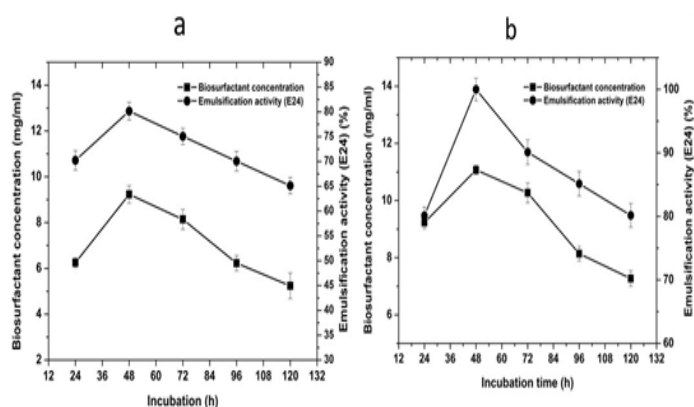 a
b
Biosurfactant concentration (mg/ml)
14
12
10
8
6
4
2
Biosurfactant concentration
Emulsification activity (E24)
90
85
80
75
70
65
60
55
50
45
40
35
30
Emulsification activity (E24) (%)
12 24 36 48 60 72 84 96 108 120 132
Incubation (h)
Biosurfactant concentration (mg/ml)
14
12
10
8
6
Biosurfactant concentration
Emulsification activity (E24)
100
90
80
70
60
Emulsification activity (E24) (%)
12 24 36 48 60 72 84 96 108 120 132
Incubation time (h)